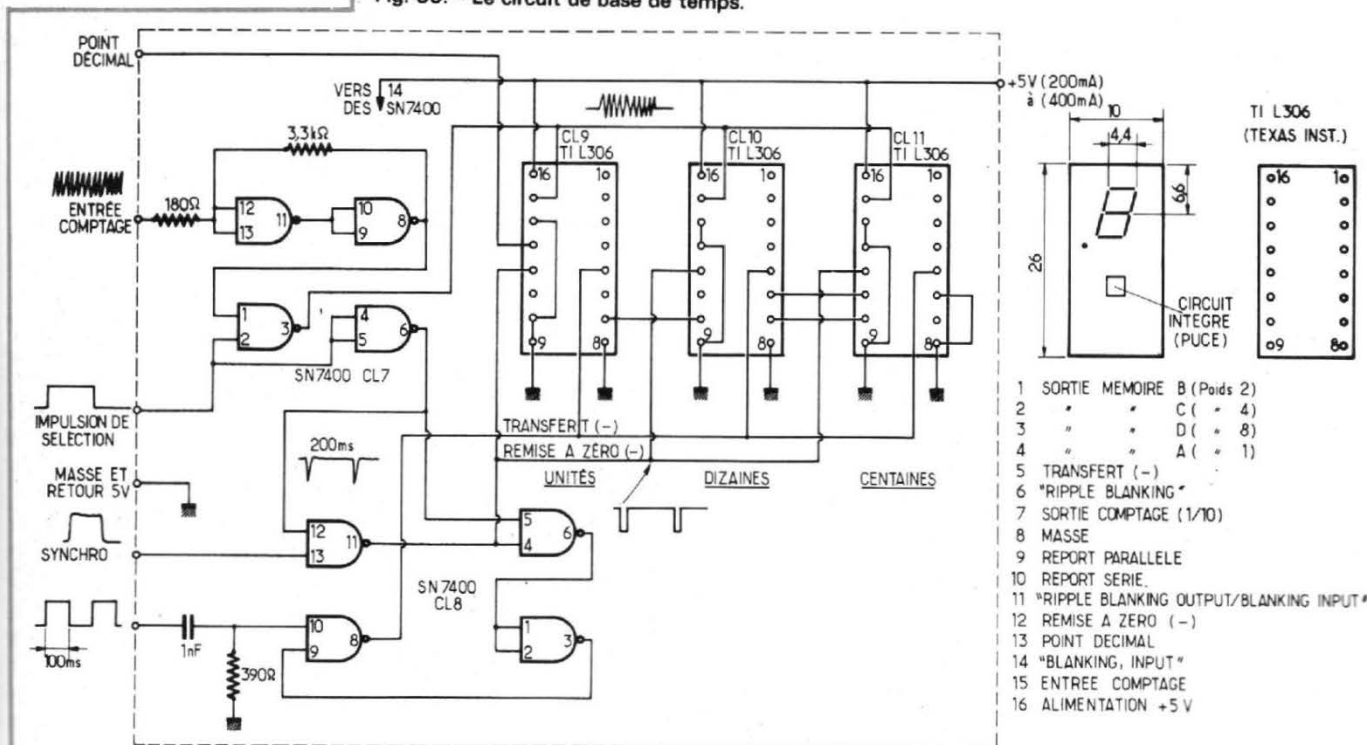 Fig. 30. - Le circuit de base de temps.
POINT
DÉCIMAL
VERS 14
DES SN7400
+5V (200mA)
à (400mA)
3,3kΩ
ENTRÉE
COMPTAGE
180Ω
12
13
11
10
9
8
1
2
3
4
5
6
SN7400 CL7
CL9
TI L306
16
1
9
8
CL10
TI L306
16
1
9
8
CL11
TI L306
16
1
9
8
IMPULSION DE
SÉLECTION
MASSE ET
RETOUR 5V
SYNCHRO
100ms
200ms
1nF
390Ω
12
13
11
10
9
8
5
4
6
1
2
3
SN7400
CL8
TRANSFERT (-)
REMISE A ZÉRO (-)
UNITÉS
DIZAINES
CENTAINES
10
4,4
6,6
26
CIRCUIT
INTEGRE
(PUCE)
TI L306
(TEXAS INST.)
16
1
9
8
1 SORTIE MEMOIRE B (Poids 2)
2 " " C ( " 4)
3 " " D ( " 8)
4 " " A ( " 1)
5 TRANSFERT (-)
6 "RIPPLE BLANKING"
7 SORTIE COMPTAGE (1/10)
8 MASSE
9 REPORT PARALLELE
10 REPORT SERIE.
11 "RIPPLE BLANKING OUTPUT/BLANKING INPUT"
12 REMISE A ZERO (-)
13 POINT DECIMAL
14 "BLANKING, INPUT"
15 ENTREE COMPTAGE
16 ALIMENTATION +5 V